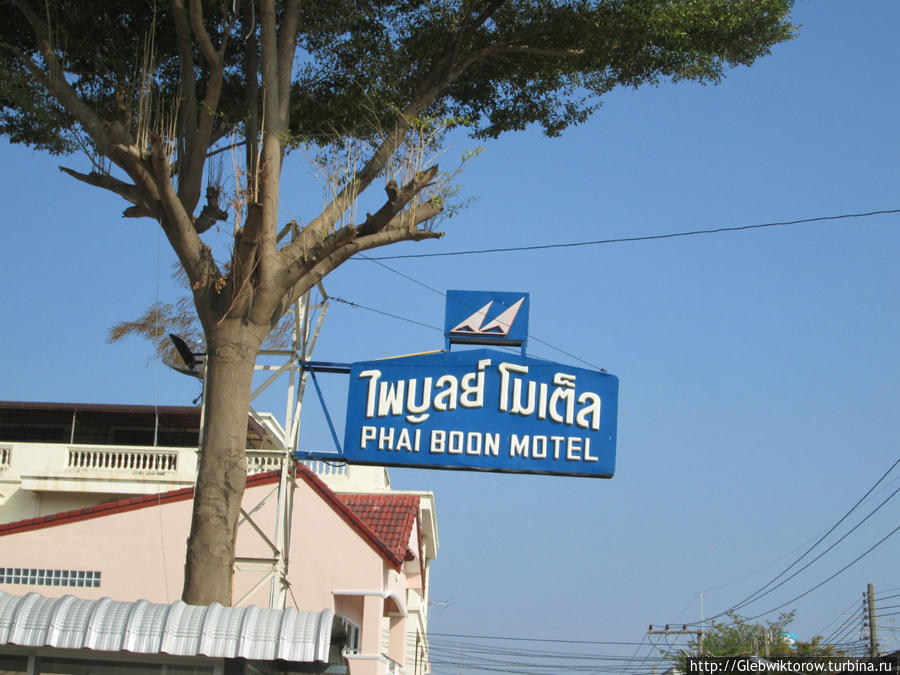 ไพบูลย์ โมเต็ล
PHAI BOON MOTEL
http://Glebwiktorow.turbina.ru/